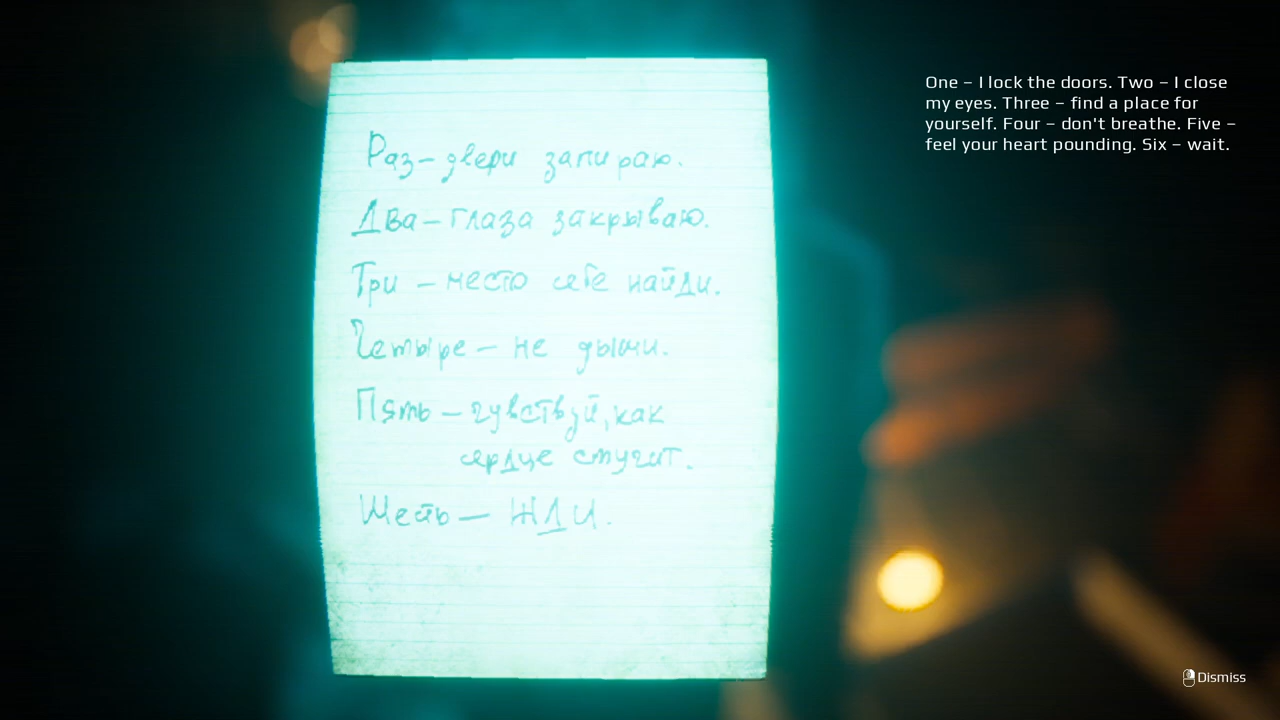 Раз – двери запираю.
Два – глаза закрываю.
Три – место себе найди.
Четыре – не дыши.
Пять – чувствуй, как
сердце стучит.
Шесть – ЖДИ.
One – I lock the doors. Two – I close
my eyes. Three – find a place for
yourself. Four – don't breathe. Five –
feel your heart pounding. Six – wait.
Dismiss